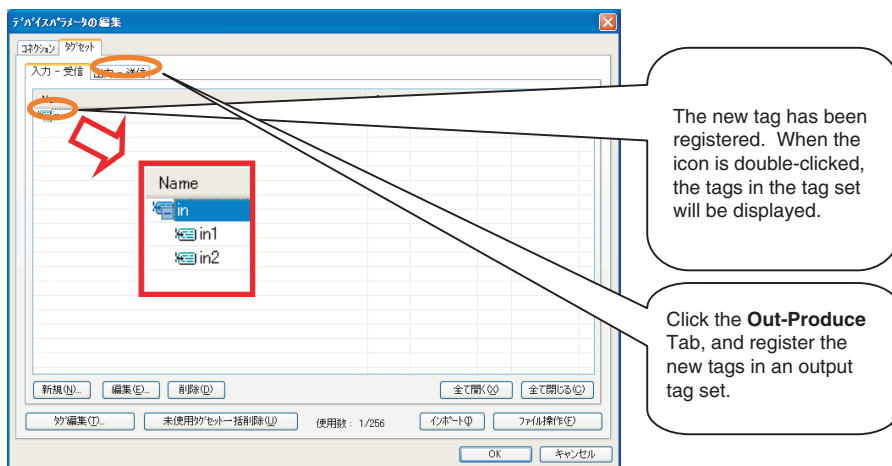 デバイスパラメータの編集
コネクション タグセット
入力 - 受信 出力 - 送信
Name
in
Name
in
in1
in2
新規(N)... 編集(E)... 削除(D) 全て開く(X) 全て閉じる(C)
タグ編集(T)... 未使用タグセット一括削除(U) 使用数 : 1/256 インポート(I) ファイル操作(F)
OK キャンセル
The new tag has been
registered. When the
icon is double-clicked,
the tags in the tag set
will be displayed.
Click the Out-Produce
Tab, and register the
new tags in an output
tag set.